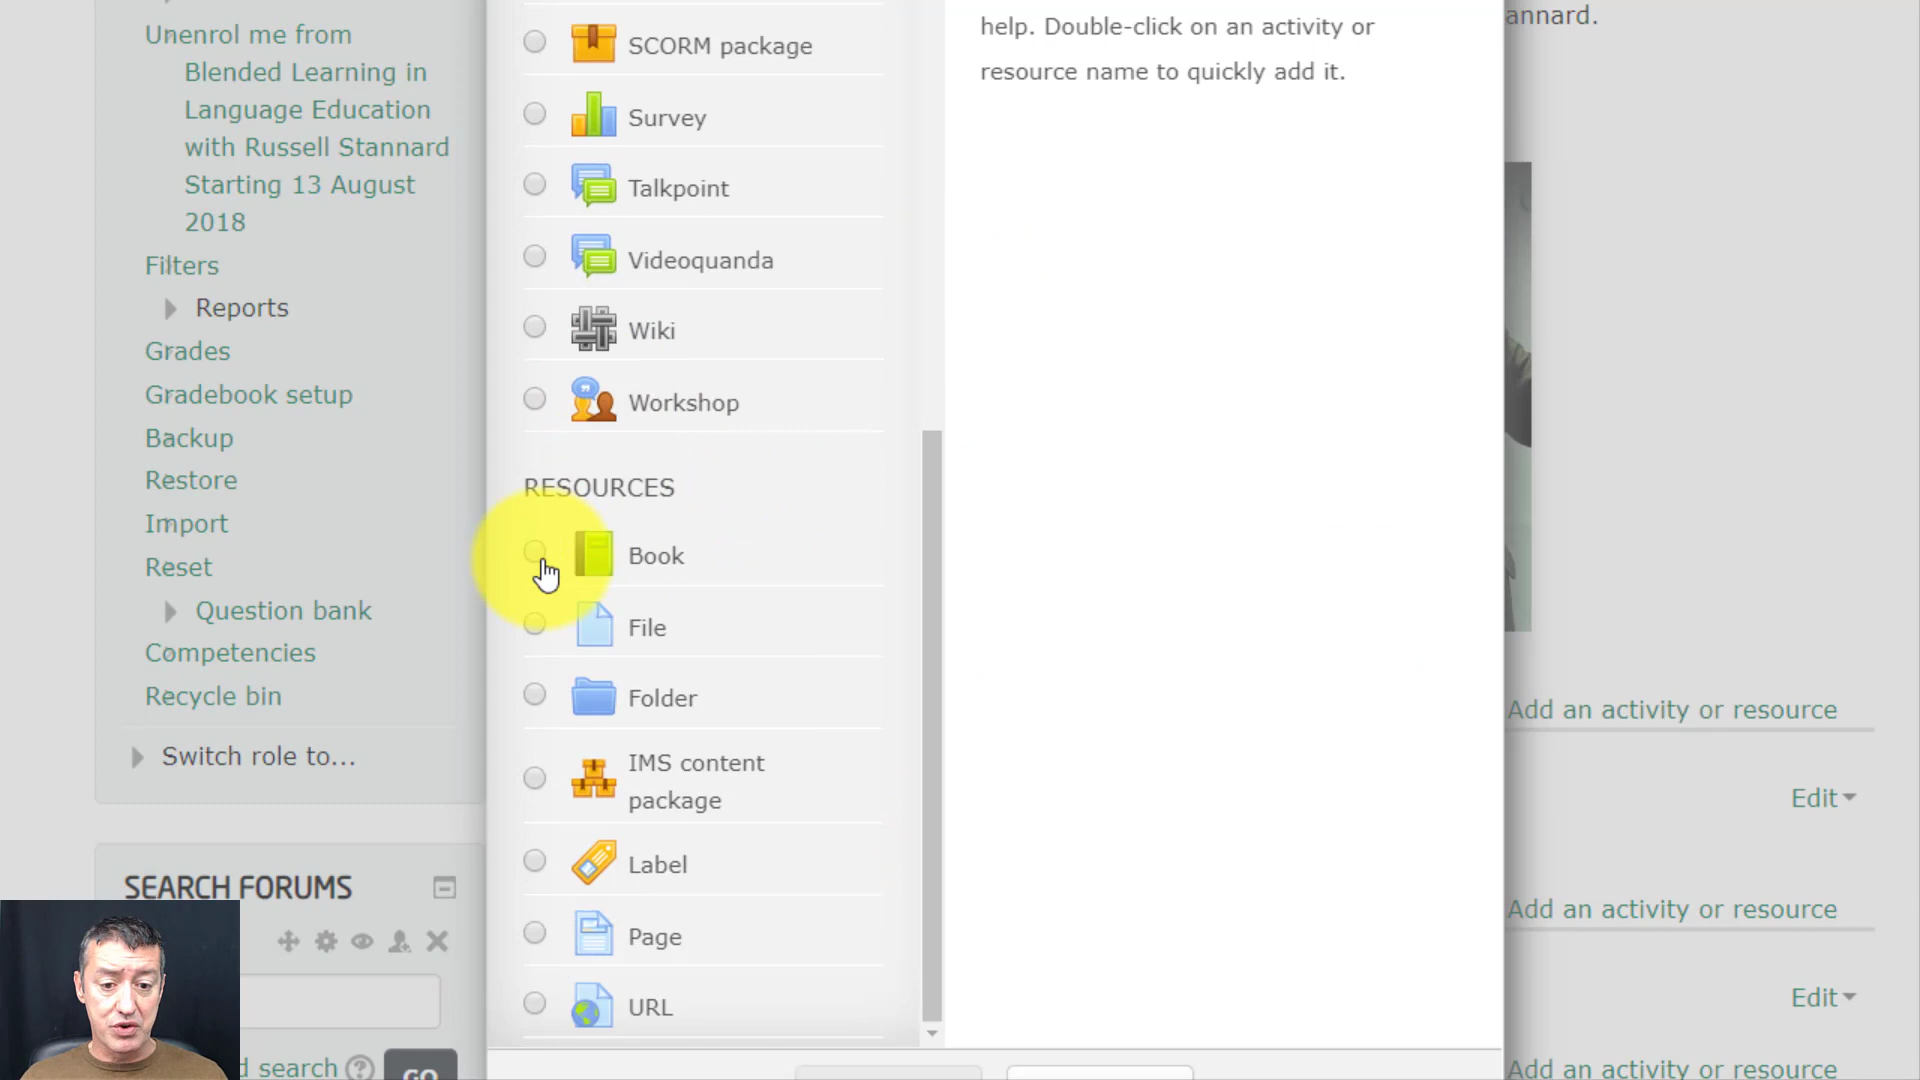 Unenrol me from
Blended Learning in
Language Education
with Russell Stannard
Starting 13 August
2018
Filters
Reports
Grades
Gradebook setup
Backup
Restore
Import
Reset
Question bank
Competencies
Recycle bin
Switch role to...
SEARCH FORUMS
d search
GO
SCORM package
Survey
Talkpoint
Videoquanda
Wiki
Workshop
RESOURCES
Book
File
Folder
IMS content
package
Label
Page
URL
help. Double-click on an activity or
resource name to quickly add it.
annard.
Add an activity or resource
Edit
Add an activity or resource
Edit
Add an activity or resource